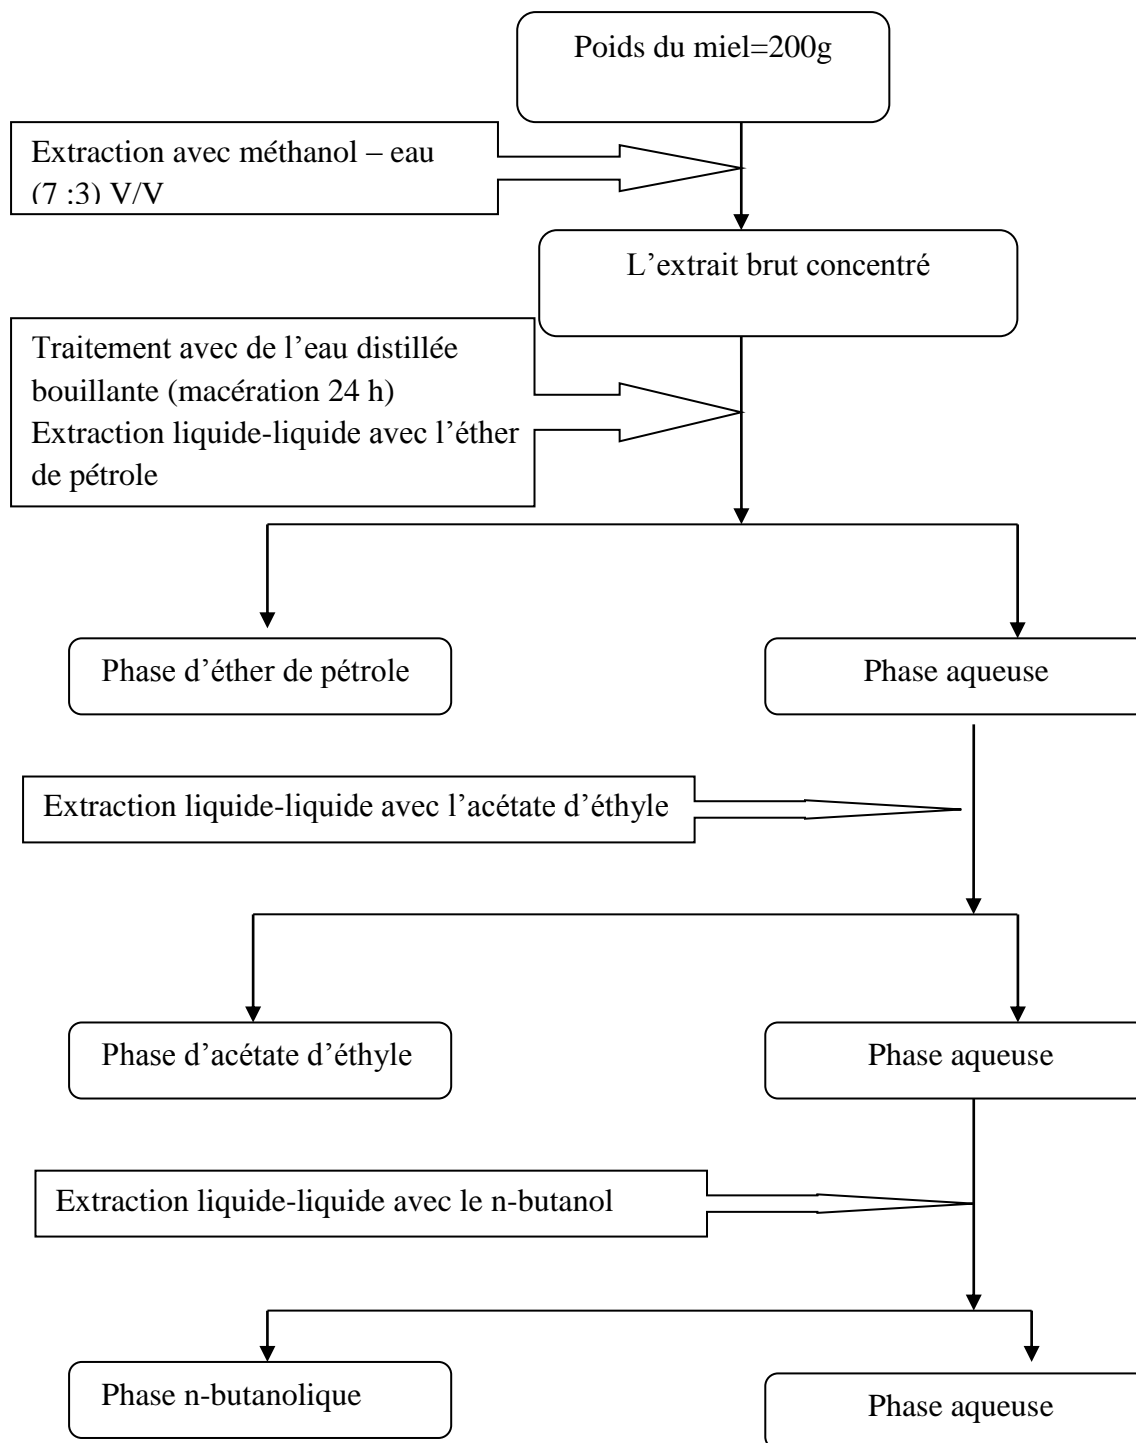 Poids du miel=200g
Extraction avec méthanol – eau
(7 :3) V/V
L’extrait brut concentré
Traitement avec de l’eau distillée
bouillante (macération 24 h)
Extraction liquide-liquide avec l’éther
de pétrole
Phase d’éther de pétrole
Phase aqueuse
Extraction liquide-liquide avec l’acétate d’éthyle
Phase d’acétate d’éthyle
Phase aqueuse
Extraction liquide-liquide avec le n-butanol
Phase n-butanolique
Phase aqueuse